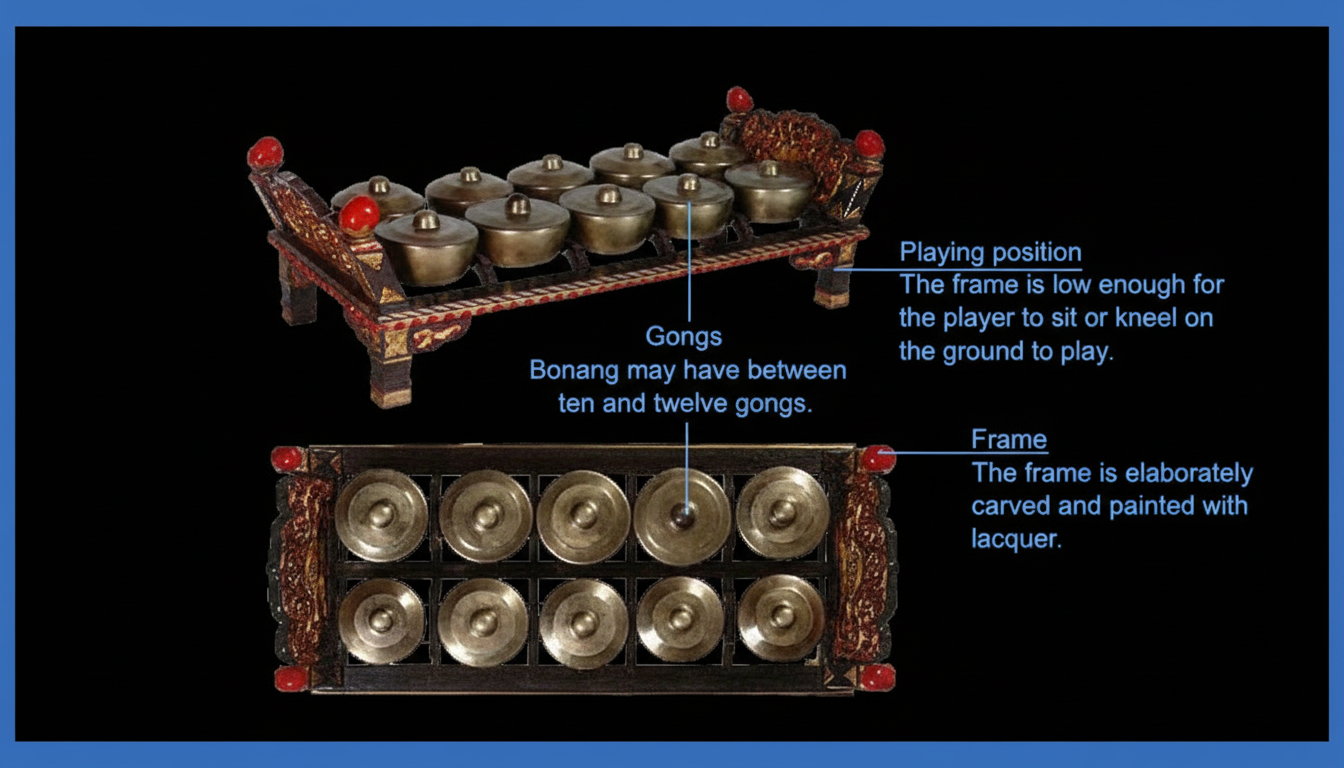 Playing position
The frame is low enough for
the player to sit or kneel on
the ground to play.
Gongs
Bonang may have between
ten and twelve gongs.
Frame
The frame is elaborately
carved and painted with
lacquer.